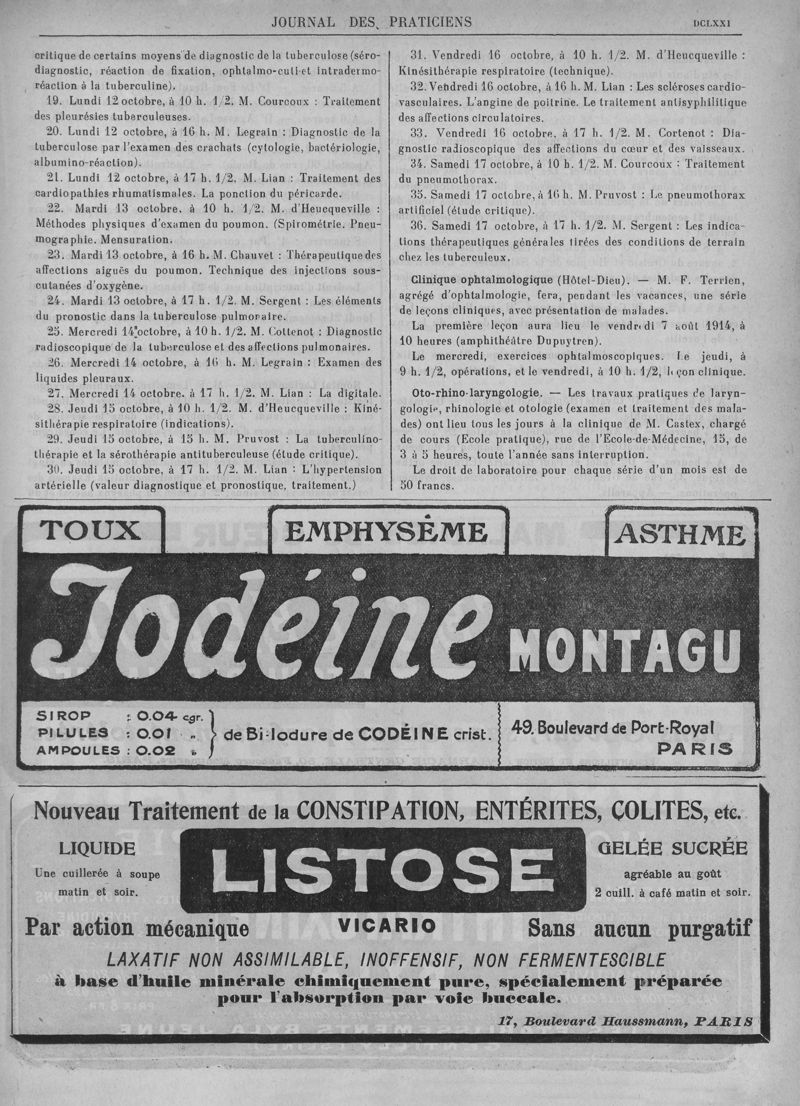 JOURNAL DES PRATICIENS
DCLXXI
critique de certains moyens de diagnostic de la tuberculose (séro-
diagnostic, réaction de fixation, ophtalmo-cuti et intradermo-
réaction à la tuberculine).
19. Lundi 12 octobre, à 10 h. 1/2. M. Courcoux : Traitement
des pleurésies tuberculeuses.
20. Lundi 12 octobre, à 16 h. M. Legrain : Diagnostic de la
tuberculose par l'examen des crachats (cytologie, bactériologie,
albumino-réaction).
21. Lundi 12 octobre, à 17 h. 1/2. M. Lian : Traitement des
cardiopathies rhumatismales. La ponction du péricarde.
22. Mardi 13 octobre, à 10 h. 1/2. M. d'Heucqueville :
Méthodes physiques d'examen du poumon. (Spirométrie. Pneu-
mographie. Mensuration.
23. Mardi 13 octobre, à 16 h. M. Chauvet : Thérapeutique des
affections aiguës du poumon. Technique des injections sous-
cutanées d'oxygène.
24. Mardi 13 octobre, à 17 h. 1/2. M. Sergent : Les éléments
du pronostic dans la tuberculose pulmonaire.
25. Mercredi 14 octobre, à 10 h. 1/2. M. Cottenot : Diagnostic
radioscopique de la tuberculose et des affections pulmonaires.
26. Mercredi 14 octobre, à 16 h. M. Legrain : Examen des
liquides pleuraux.
27. Mercredi 14 octobre. à 17 h. 1/2. M. Lian : La digitale.
28. Jeudi 15 octobre, à 10 h. 1/2. M. d'Heucqueville : Kiné-
sithérapie respiratoire (indications).
29. Jeudi 15 octobre, à 15 h. M. Pruvost : La tuberculino-
thérapie et la sérothérapie antituberculeuse (étude critique).
30. Jeudi 15 octobre, à 17 h. 1/2. M. Lian : L'hypertension
artérielle (valeur diagnostique et pronostique, traitement.)
31. Vendredi 16 octobre, à 10 h. 1/2. M. d'Heucqueville :
Kinésithérapie respiratoire (technique).
32. Vendredi 16 octobre, à 16 h. M. Lian : Les scléroses cardio-
vasculaires. L'angine de poitrine. Le traitement antisyphilitique
des affections circulatoires.
33. Vendredi 16 octobre, à 17 h. 1/2. M. Cortenot : Dia-
gnostic radioscopique des affections du cœur et des vaisseaux.
34. Samedi 17 octobre, à 10 h. 1/2. M. Courcoux : Traitement
du pneumothorax.
35. Samedi 17 octobre, à 16 h. M. Pruvost : Le pneumothorax
artificiel (étude critique).
36. Samedi 17 octobre, à 17 h. 1/2. M. Sergent : Les indica-
tions thérapeutiques générales tirées des conditions de terrain
chez les tuberculeux.
Clinique ophtalmologique (Hôtel-Dieu). — M. F. Terrien,
agrégé d'ophtalmologie, fera, pendant les vacances, une série
de leçons cliniques, avec présentation de malades.
La première leçon aura lieu le vendredi 7 août 1914, à
10 heures (amphithéâtre Dupuytren).
Le mercredi, exercices ophtalmoscopiques. Le jeudi, à
9 h. 1/2, opérations, et le vendredi, à 10 h. 1/2, leçon clinique.
Oto-rhino-laryngologie. — Les travaux pratiques de laryn-
gologie, rhinologie et otologie (examen et traitement des mala-
des) ont lieu tous les jours à la clinique de M. Castex, chargé
de cours (Ecole pratique), rue de l'Ecole-de-Médecine, 15, de
3 à 5 heures, toute l'année sans interruption.
Le droit de laboratoire pour chaque série d'un mois est de
50 francs.
TOUX
EMPHYSÈME
ASTHME
Iodéine MONTAGU
SIROP : 0.04 cgr.
PILULES : 0.01 „
AMPOULES : 0.02 „
de Bi-Iodure de CODÉINE crist.
49, Boulevard de Port-Royal
PARIS
Nouveau Traitement de la CONSTIPATION, ENTÉRITES, COLITES, etc.
LIQUIDE
Une cuillerée à soupe
matin et soir.
LISTOSE
GELÉE SUCRÉE
agréable au goût
2 cuill. à café matin et soir.
Par action mécanique
VICARIO
Sans aucun purgatif
LAXATIF NON ASSIMILABLE, INOFFENSIF, NON FERMENTESCIBLE
à base d'huile minérale chimiquement pure, spécialement préparée
pour l'absorption par voie buccale.
17, Boulevard Haussmann, PARIS